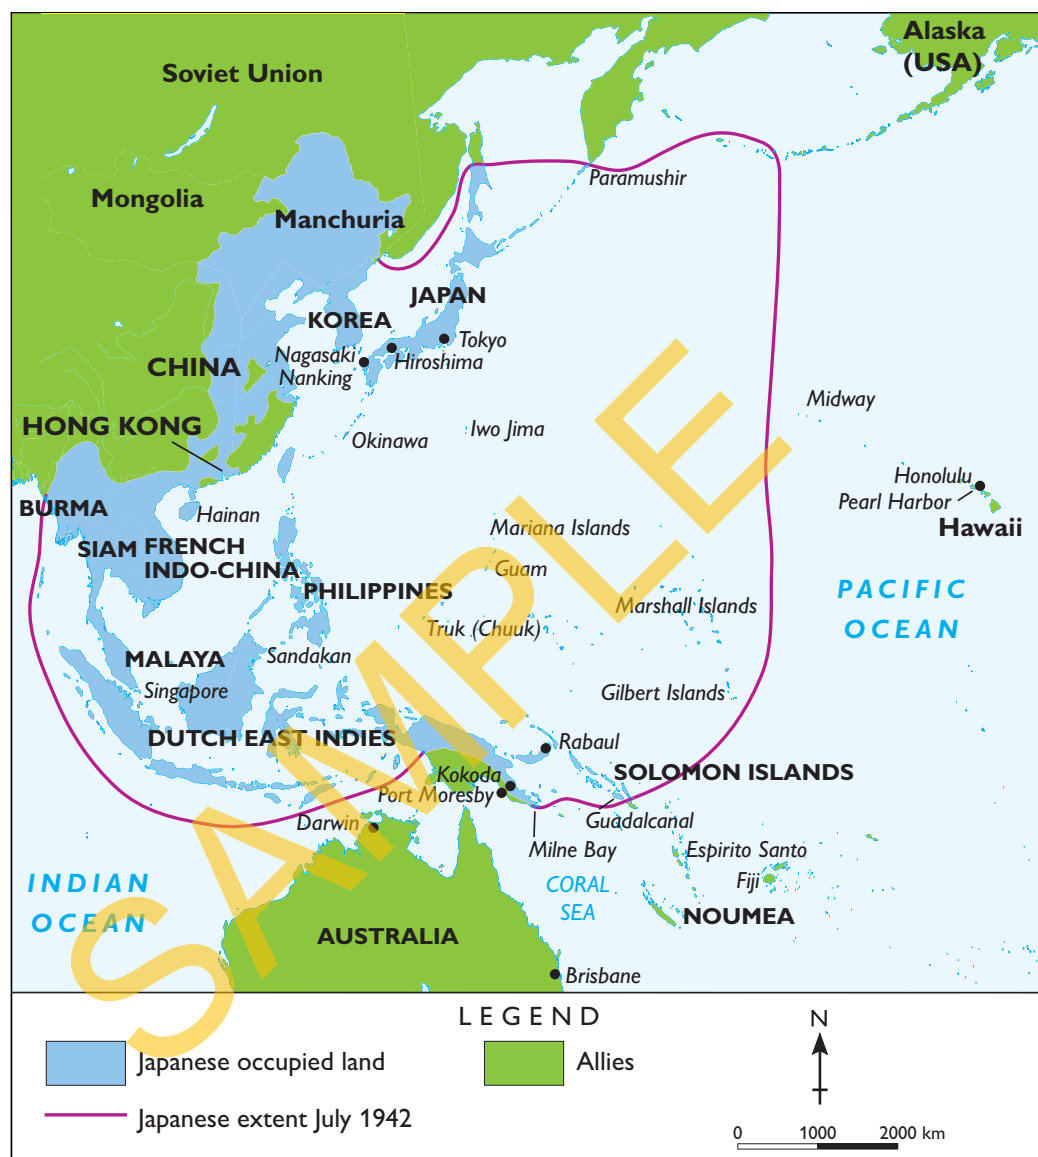 Alaska
(USA)
Soviet Union
Paramushir
Mongolia
Manchuria
JAPAN
KOREA
Tokyo
Nagasaki
Hiroshima
Nanking
CHINA
Midway
HONG KONG
Okinawa
Iwo Jima
Honolulu
Pearl Harbor
Hawaii
BURMA
Hainan
Mariana Islands
SIAM
FRENCH
INDO-CHINA
Guam
PHILIPPINES
Marshall Islands
PACIFIC
OCEAN
Truk (Chuuk)
MALAYA
Sandakan
Singapore
Gilbert Islands
DUTCH EAST INDIES
Rabaul
Kokoda
SOLOMON ISLANDS
Port Moresby
Darwin
Guadalcanal
Milne Bay
Espirito Santo
Fiji
INDIAN
OCEAN
CORAL
SEA
NOUMEA
AUSTRALIA
Brisbane
SAMPLE
LEGEND
Japanese occupied land
Allies
Japanese extent July 1942
N
0 1000 2000 km